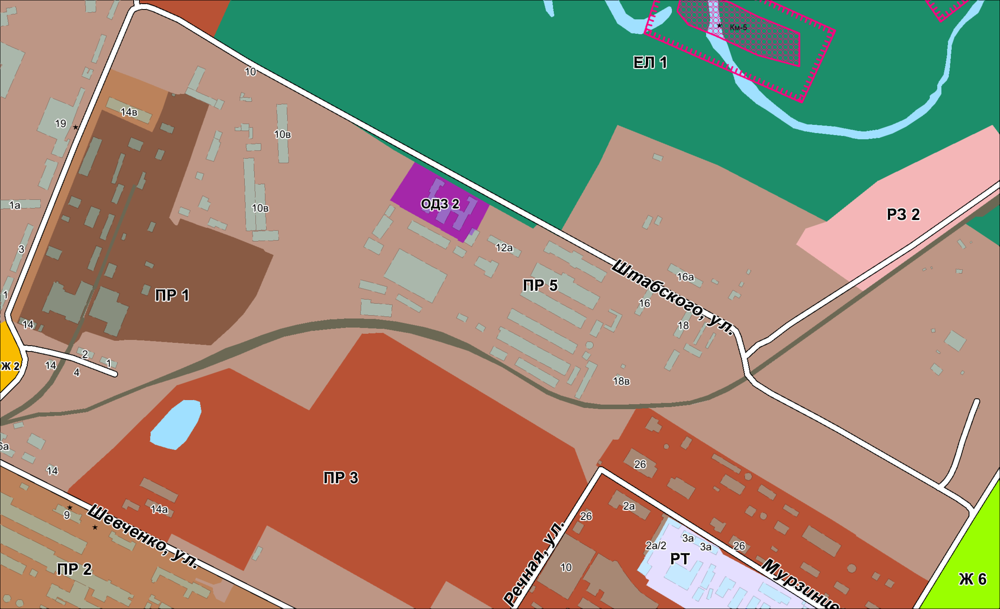 Км-5
ЕЛ 1
10
14в
19
10в
1а
ОДЗ 2
10в
РЗ 2
3
12а
16а
Штабского, ул.
ПР 5
1
ПР 1
16
14
18
2
Ж 2
14
1
4
18в
6а
26
14
ПР 3
2а
14а
26
9
Шевченко, ул.
3а
2а/2
3а
26
РТ
Речная, ул.
10
ПР 2
Ж 6